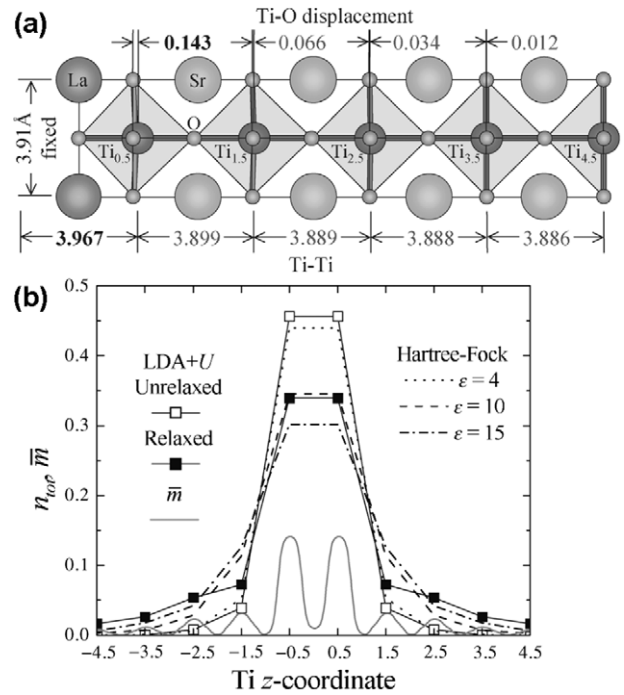 (a)
Ti-O displacement
0.143 0.066 0.034 0.012
La Sr
3.91Å
fixed
O
Ti0.5 Ti1.5 Ti2.5 Ti3.5 Ti4.5
3.967 3.899 3.889 3.888 3.886
Ti-Ti
(b)
0.5
0.4
0.3
0.2
0.1
0.0
ntot, m̅
LDA+U
Unrelaxed
Relaxed
m̅
Hartree-Fock
ε = 4
ε = 10
ε = 15
−4.5 −3.5 −2.5 −1.5 −0.5 0.5 1.5 2.5 3.5 4.5
Ti z-coordinate